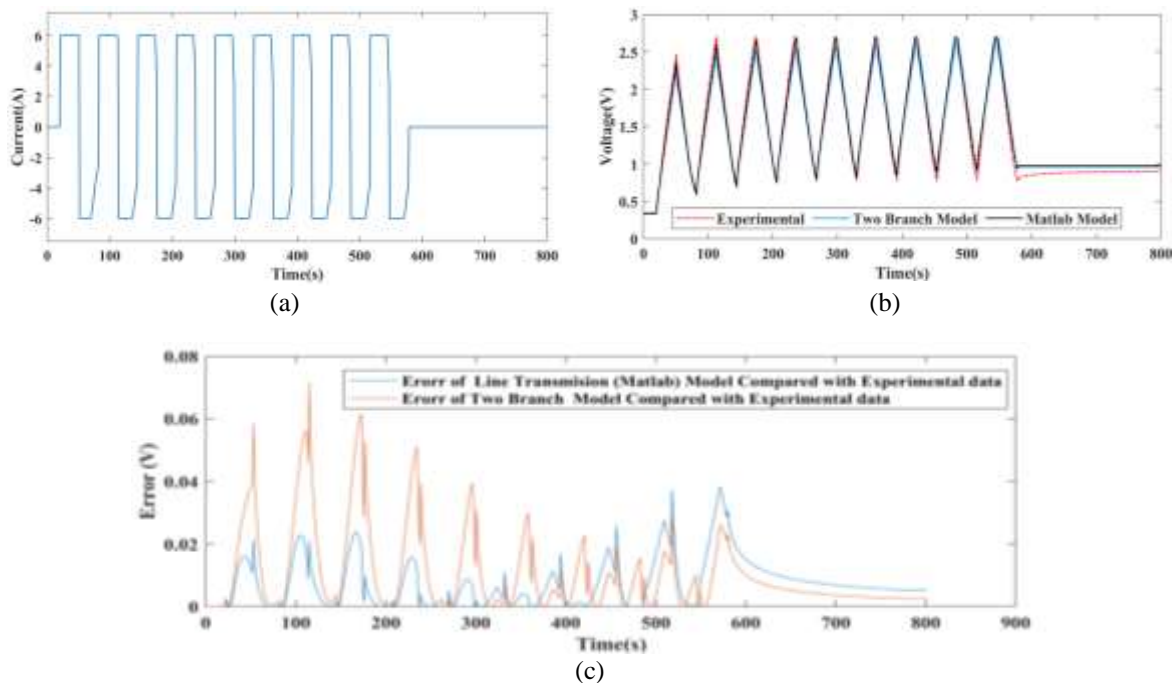 6
4
2
0
-2
-4
-6
Current(A)
0 100 200 300 400 500 600 700 800
Time(s)
(a)
3
2.5
2
1.5
1
0.5
0
Voltage(V)
Experimental Two Branch Model Matlab Model
0 100 200 300 400 500 600 700 800
Time(s)
(b)
0.08
0.06
0.04
0.02
0
Error (V)
Erorr of Line Transmision (Matlab) Model Compared with Experimental data
Erorr of Two Branch Model Compared with Experimental data
0 100 200 300 400 500 600 700 800 900
Time(s)
(c)